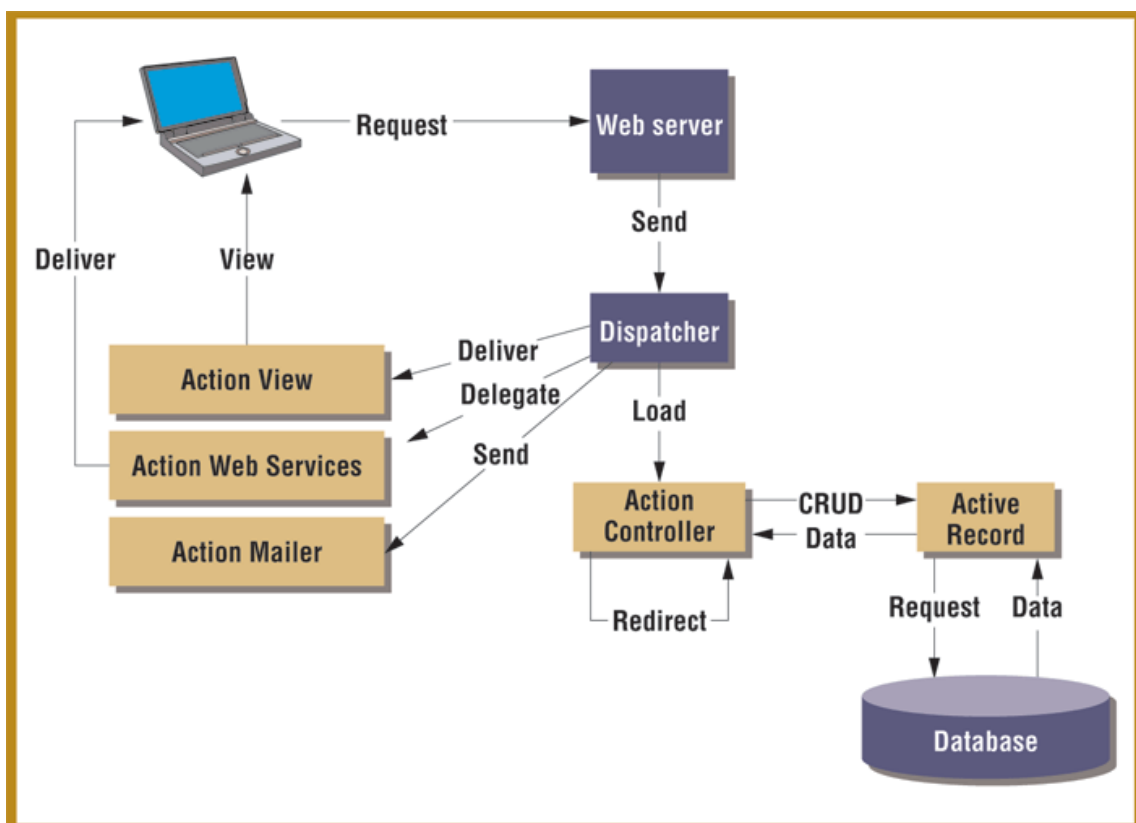 Request
Web server
Send
Deliver
View
Dispatcher
Deliver
Action View
Delegate
Load
Send
Action Web Services
Action
Controller
CRUD
Data
Active
Record
Action Mailer
Redirect
Request
Data
Database